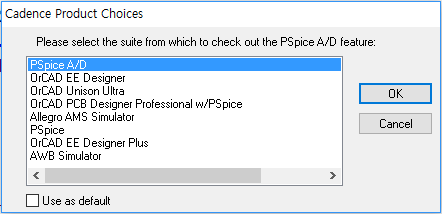 Cadence Product Choices
Please select the suite from which to check out the PSpice A/D feature:
PSpice A/D
OrCAD EE Designer
OrCAD Unison Ultra
OrCAD PCB Designer Professional w/PSpice
Allegro AMS Simulator
PSpice
OrCAD EE Designer Plus
AWB Simulator
OK
Cancel
Use as default